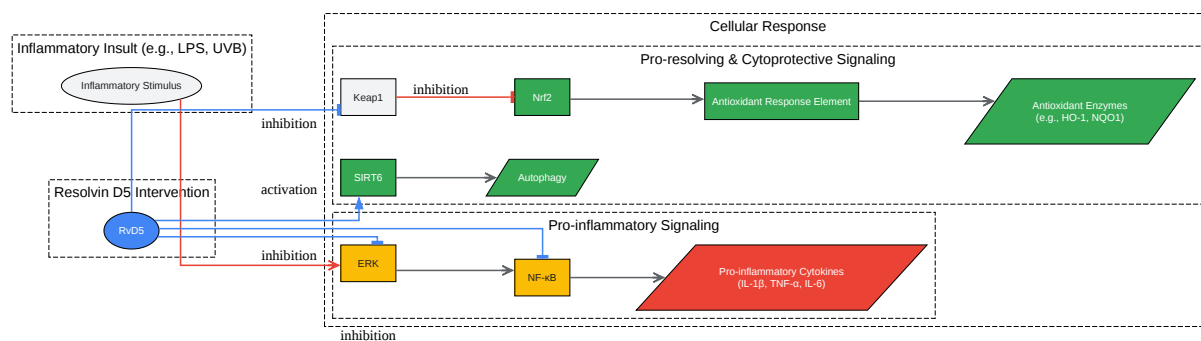 Cellular Response
Inflammatory Insult (e.g., LPS, UVB)
Inflammatory Stimulus
Pro-resolving & Cytoprotective Signaling
Keap1
inhibition
Nrf2
Antioxidant Response Element
Antioxidant Enzymes
(e.g., HO-1, NQO1)
inhibition
SIRT6
Autophagy
activation
Resolvin D5 Intervention
RvD5
Pro-inflammatory Signaling
inhibition
ERK
NF-κB
Pro-inflammatory Cytokines
(IL-1β, TNF-α, IL-6)
inhibition